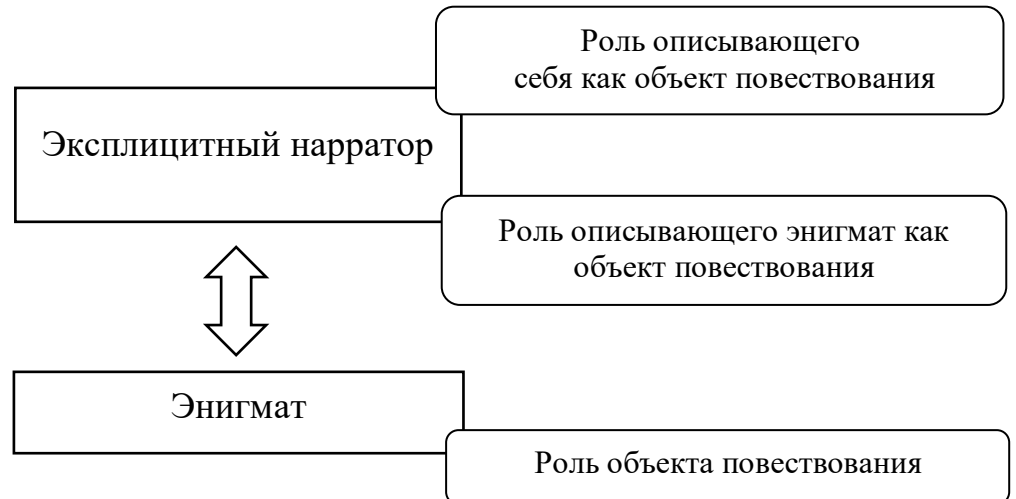 Роль описывающего
себя как объект повествования
Эксплицитный нарратор
Роль описывающего энигмат как
объект повествования
Энигмат
Роль объекта повествования